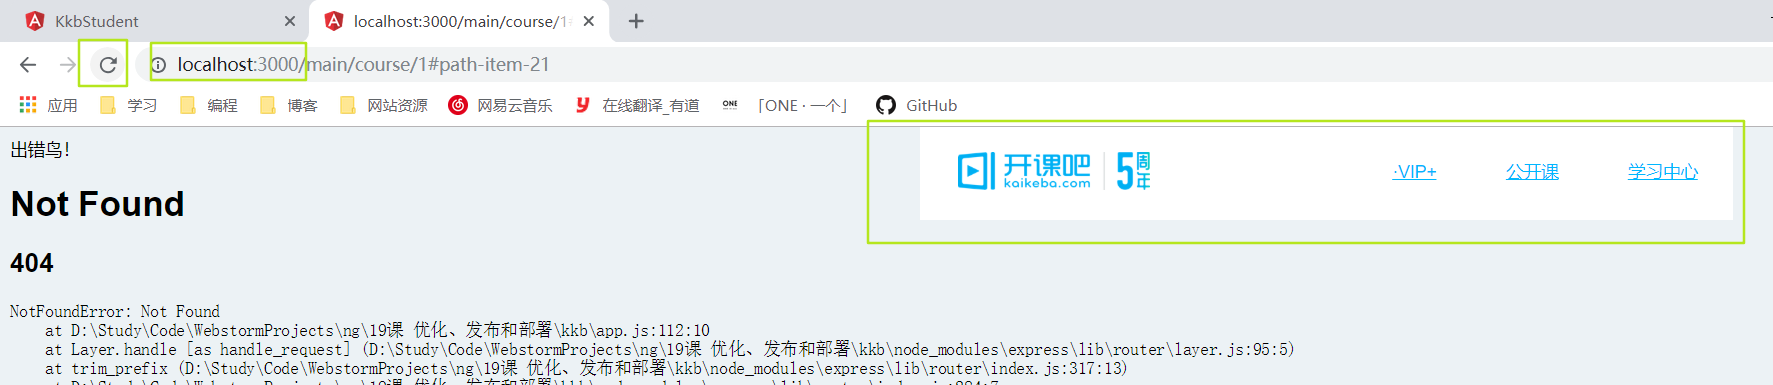 KkbStudent
localhost:3000/main/course/1#
localhost:3000/main/course/1#path-item-21
应用 学习 编程 博客 网站资源 网易云音乐 y 在线翻译_有道 ONE 「ONE · 一个」 GitHub
出错鸟！
开课吧 5周年
kaikeba.com
·VIP+ 公开课 学习中心
Not Found
404
NotFoundError: Not Found
at D:\Study\Code\WebstormProjects\ng\19课 优化、发布和部署\kkb\app.js:112:10
at Layer.handle [as handle_request] (D:\Study\Code\WebstormProjects\ng\19课 优化、发布和部署\kkb\node_modules\express\lib\router\layer.js:95:5)
at trim_prefix (D:\Study\Code\WebstormProjects\ng\19课 优化、发布和部署\kkb\node_modules\express\lib\router\index.js:317:13)